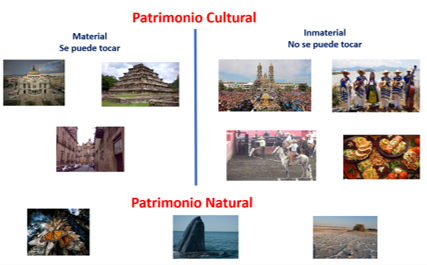 Patrimonio Cultural
Material
Se puede tocar
Inmaterial
No se puede tocar
Patrimonio Natural